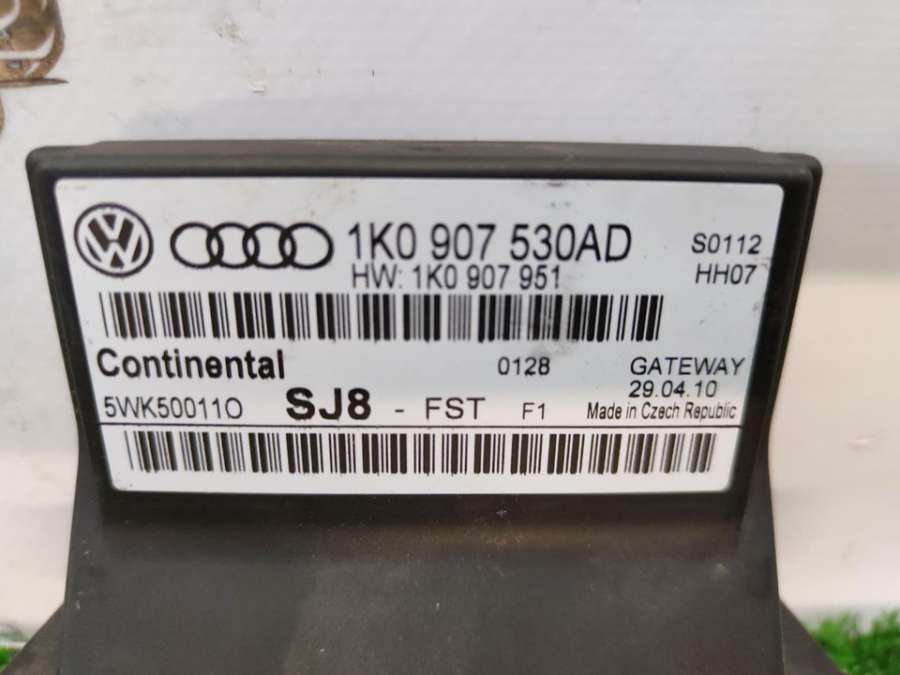 1K0 907 530AD S0112
HW: 1K0 907 951 HH07
Continental 0128 GATEWAY
29.04.10
5WK50011O SJ8 - FST F1 Made in Czech Republic